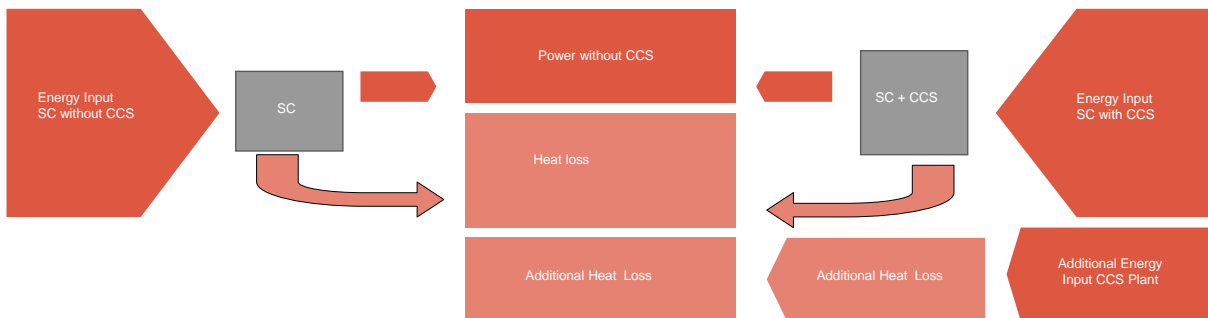 Energy Input
SC without CCS
SC
Power without CCS
SC + CCS
Energy Input
SC with CCS
Heat loss
Additional Heat Loss
Additional Heat Loss
Additional Energy
Input CCS Plant